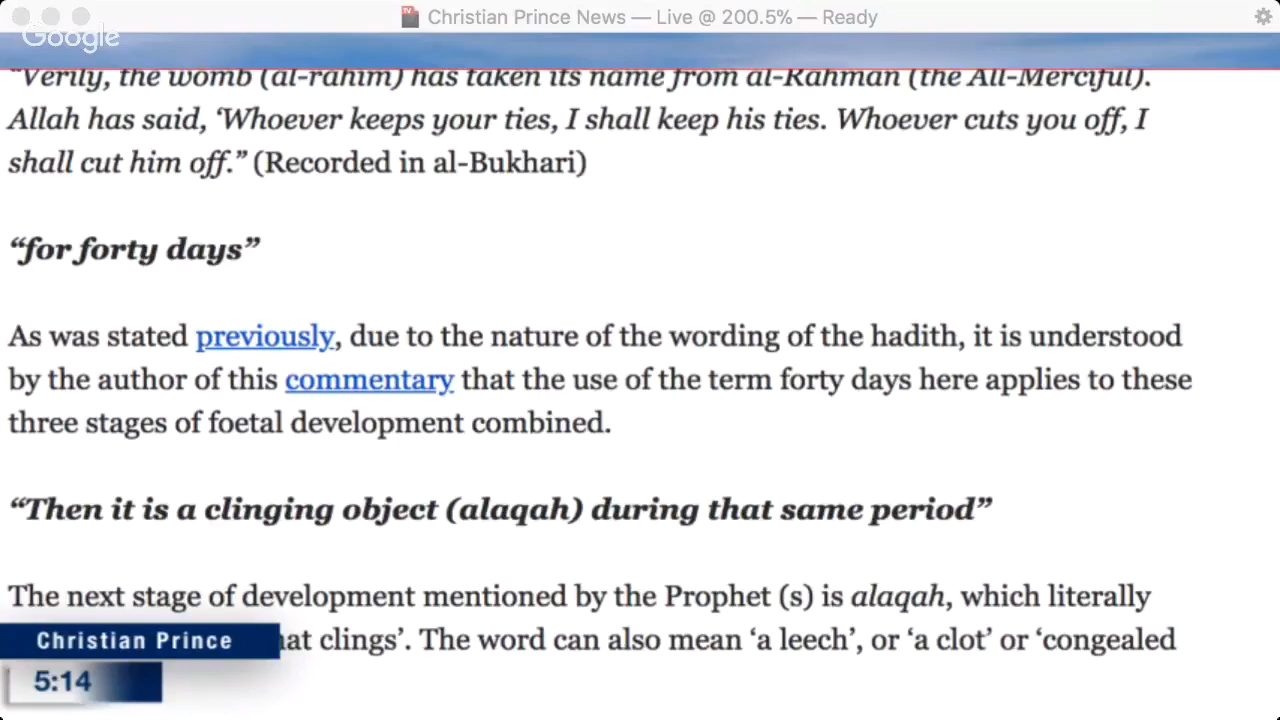 Christian Prince News — Live @ 200.5% — Ready
Google
“Verily, the womb (al-rahim) has taken its name from al-Rahman (the All-Merciful).
Allah has said, ‘Whoever keeps your ties, I shall keep his ties. Whoever cuts you off, I
shall cut him off.” (Recorded in al-Bukhari)
“for forty days”
As was stated previously, due to the nature of the wording of the hadith, it is understood
by the author of this commentary that the use of the term forty days here applies to these
three stages of foetal development combined.
“Then it is a clinging object (alaqah) during that same period”
The next stage of development mentioned by the Prophet (s) is alaqah, which literally
clings’. The word can also mean ‘a leech’, or ‘a clot’ or ‘congealed
Christian Prince
5:14